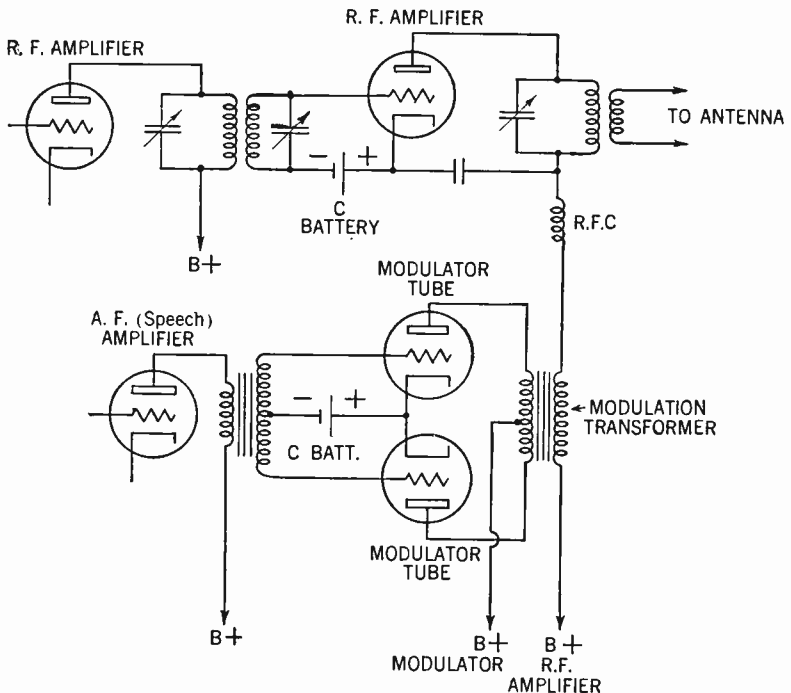 R. F. AMPLIFIER
R. F. AMPLIFIER
TO ANTENNA
− +
C
BATTERY
R.F.C
B+
MODULATOR
TUBE
A. F. (Speech)
AMPLIFIER
− +
C BATT.
MODULATION
TRANSFORMER
MODULATOR
TUBE
B+
B+
MODULATOR
B+
R.F.
AMPLIFIER